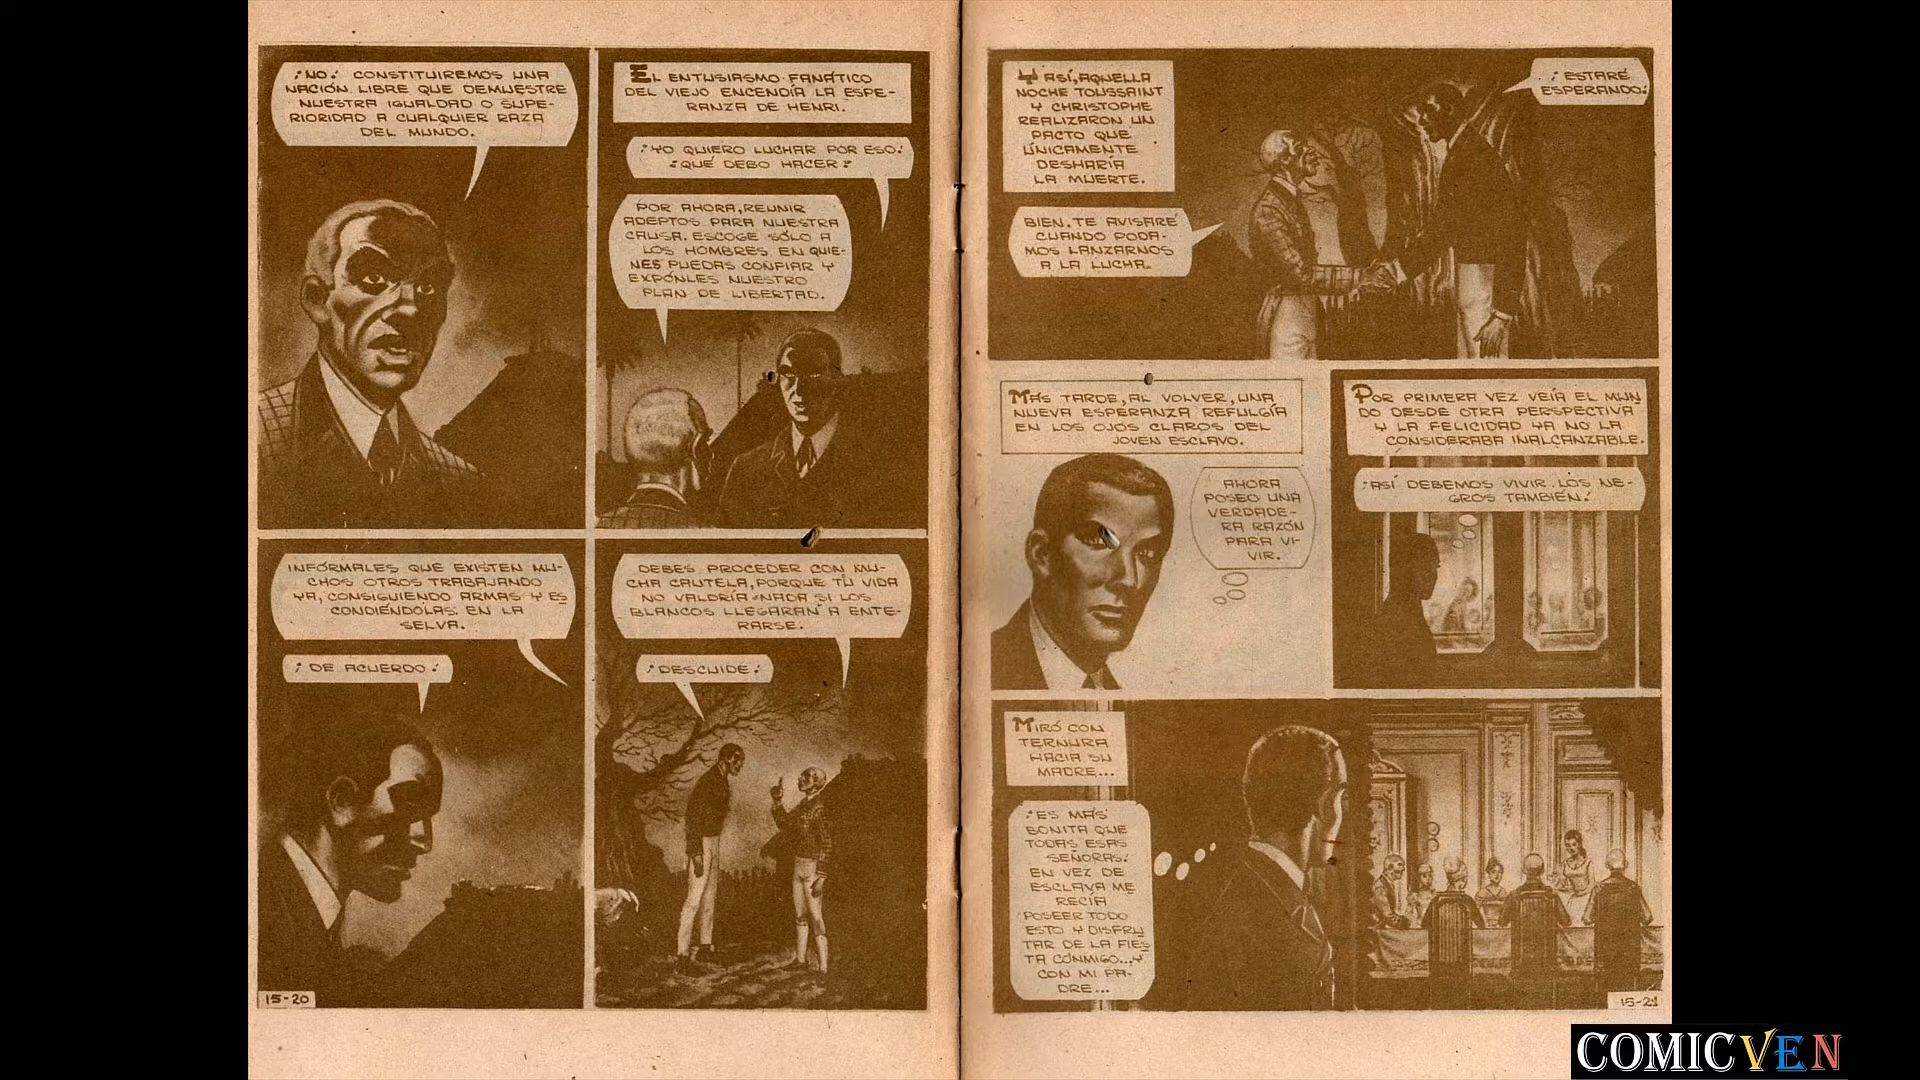 ¡NO! CONSTITUIREMOS UNA
NACIÓN LIBRE QUE DEMUESTRE
NUESTRA IGUALDAD O SUPE-
RIORIDAD A CUALQUIER RAZA
DEL MUNDO.
EL ENTUSIASMO FANÁTICO
DEL VIEJO ENCENDÍA LA ESPE-
RANZA DE HENRI.
¡YO QUIERO LUCHAR POR ESO!
¿QUÉ DEBO HACER?
POR AHORA, REUNIR
ADEPTOS PARA NUESTRA
CAUSA. ESCOGE SÓLO A
LOS HOMBRES EN QUIE-
NES PUEDAS CONFIAR Y
EXPÓNLES NUESTRO
PLAN DE LIBERTAD.
INFÓRMALES QUE EXISTEN MU-
CHOS OTROS TRABAJANDO
YA, CONSIGUIENDO ARMAS Y ES
CONDIÉNDOLAS EN LA
SELVA.
¡DE ACUERDO!
DEBES PROCEDER CON MU-
CHA CAUTELA, PORQUE TU VIDA
NO VALDRÍA NADA SI LOS
BLANCOS LLEGARAN A ENTE-
RARSE.
¡DESCUIDE!
15-20
Y ASÍ, AQUELLA
NOCHE TOUSSAINT
Y CHRISTOPHE
REALIZARON UN
PACTO QUE
ÚNICAMENTE
DESHARÍA
LA MUERTE.
¡ESTARÉ
ESPERANDO!
BIEN. TE AVISARÉ
CUANDO PODA-
MOS LANZARNOS
A LA LUCHA.
MÁS TARDE, AL VOLVER, UNA
NUEVA ESPERANZA REFULGÍA
EN LOS OJOS CLAROS DEL
JOVEN ESCLAVO.
AHORA
POSEO UNA
VERDADE-
RA RAZÓN
PARA VI-
VIR.
POR PRIMERA VEZ VEÍA EL MUN
DO DESDE OTRA PERSPECTIVA
Y LA FELICIDAD YA NO LA
CONSIDERABA INALCANZABLE.
¡ASÍ DEBEMOS VIVIR LOS NE-
GROS TAMBIÉN!
MIRÓ CON
TERNURA
HACIA SU
MADRE...
¡ES MÁS
BONITA QUE
TODAS ESAS
SEÑORAS!
EN VEZ DE
ESCLAVA ME
RECÍA
POSEER TODO
ESTO Y DISFRU
TAR DE LA FIES
TA CONMIGO...Y
CON MI PA-
DRE...
15-21
COMICVEN